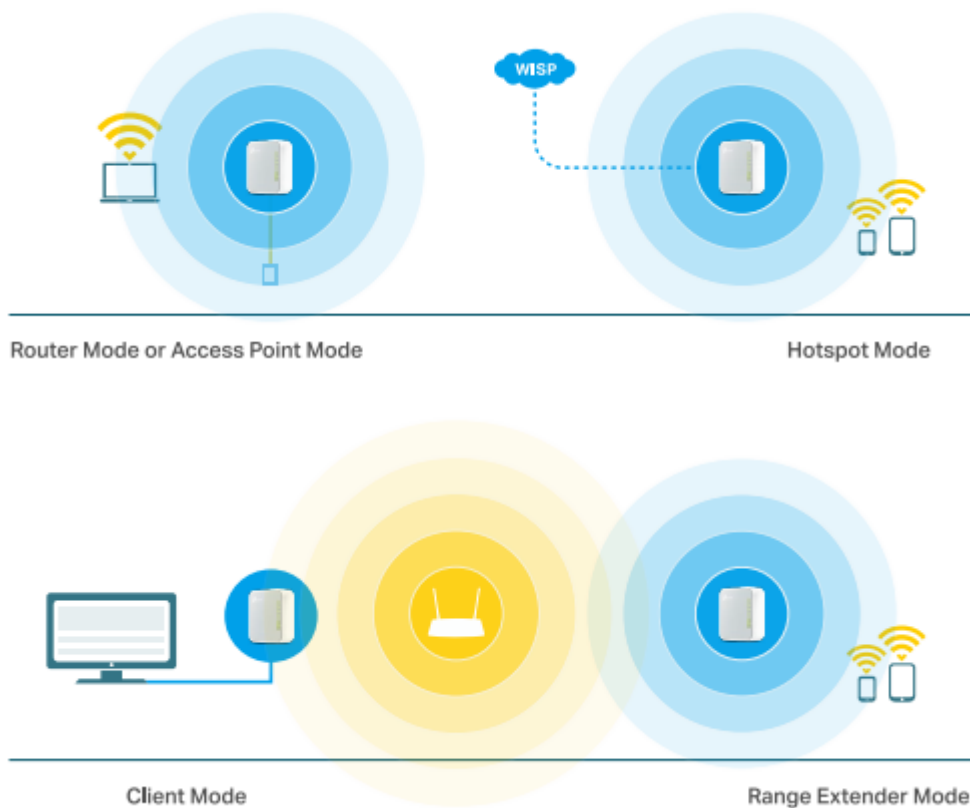 WISP
Router Mode or Access Point Mode
Hotspot Mode
Client Mode
Range Extender Mode